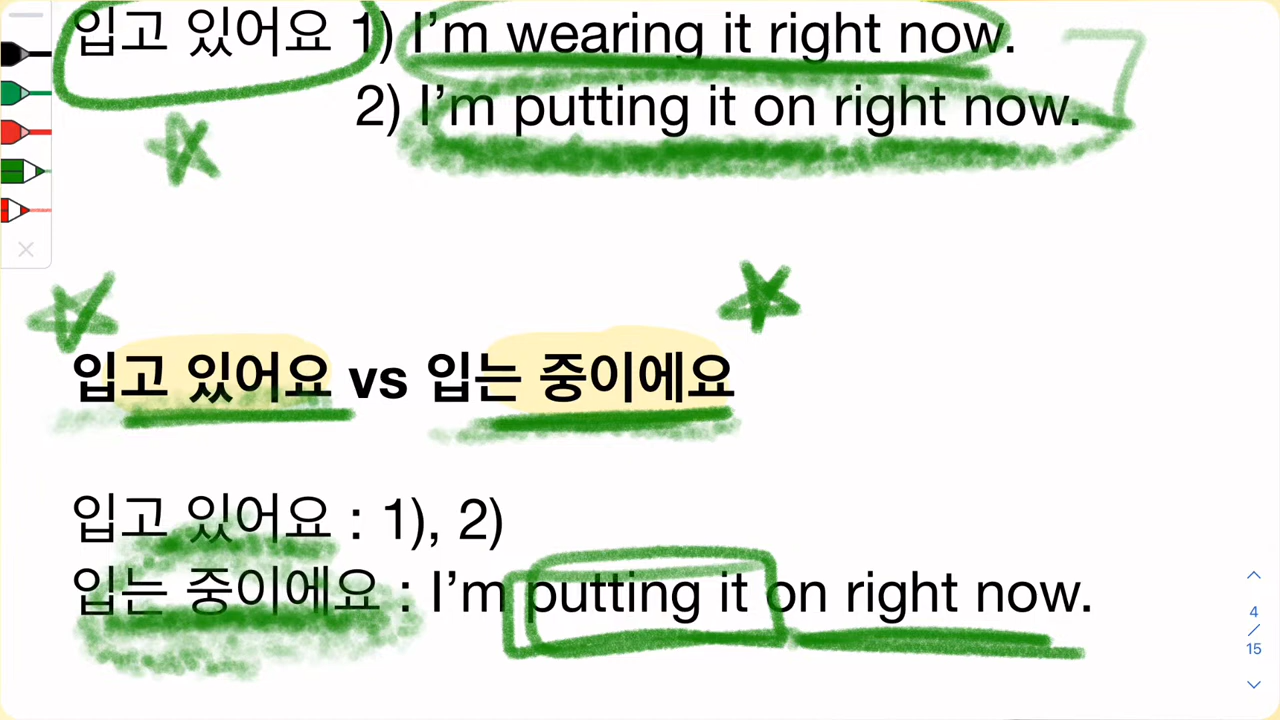 입고 있어요 1) I'm wearing it right now.
2) I'm putting it on right now.
입고 있어요 vs 입는 중이에요
입고 있어요 : 1), 2)
입는 중이에요 : I'm putting it on right now.
4
/
15